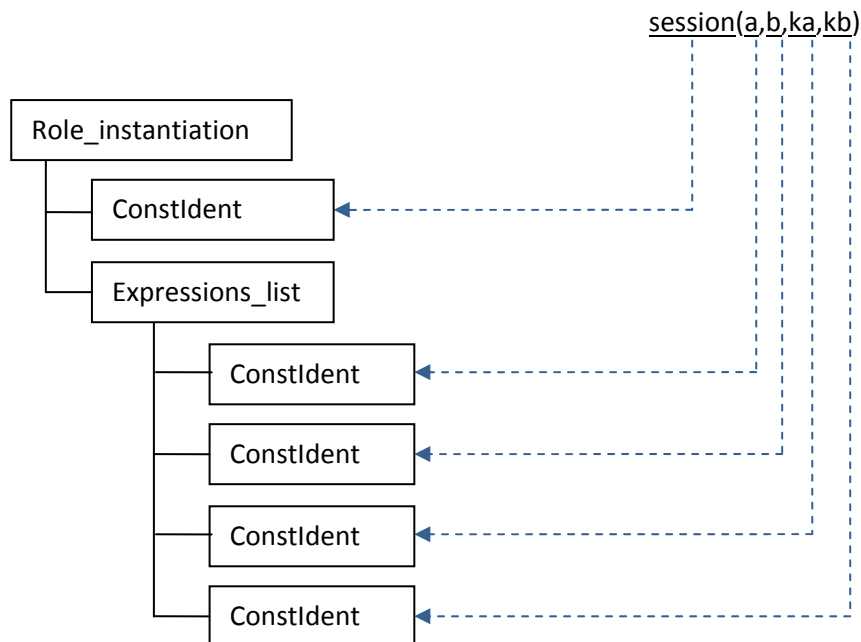 session(a,b,ka,kb)
Role_instantiation
ConstIdent
Expressions_list
ConstIdent
ConstIdent
ConstIdent
ConstIdent